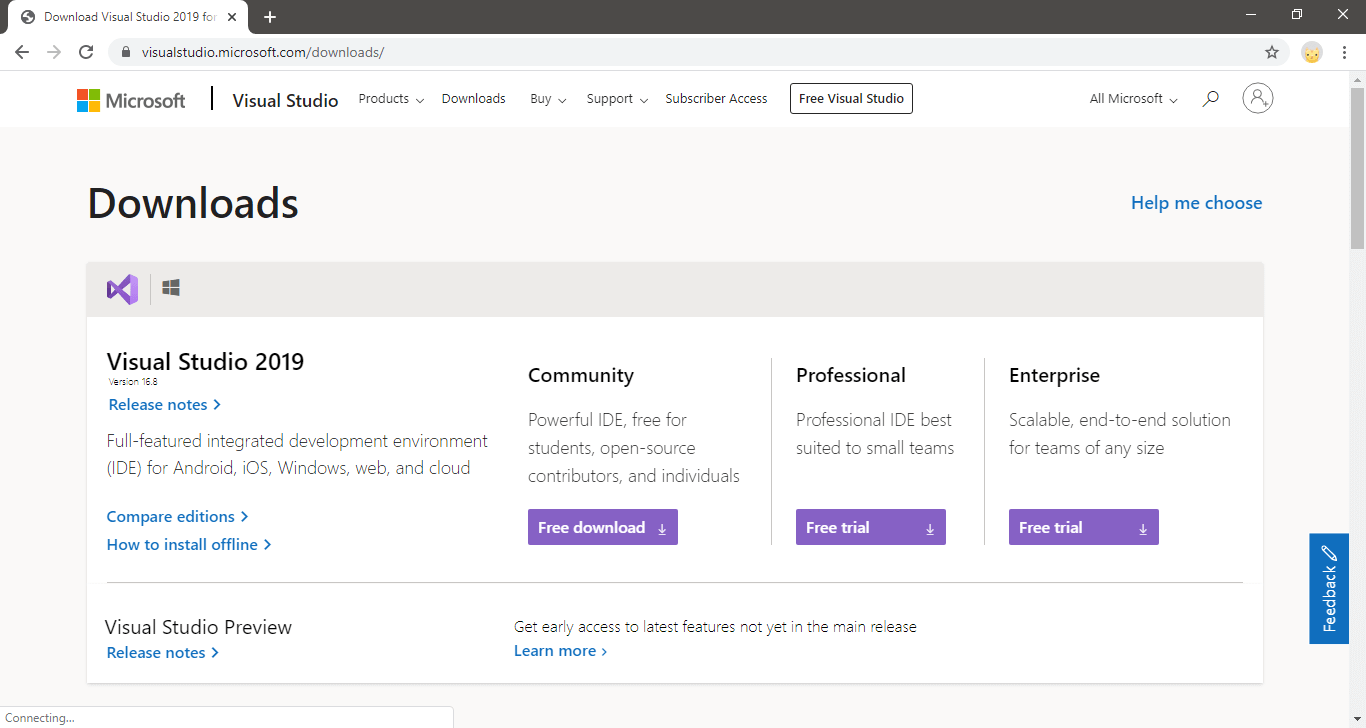 Download Visual Studio 2019 for
visualstudio.microsoft.com/downloads/
Microsoft Visual Studio Products Downloads Buy Support Subscriber Access Free Visual Studio All Microsoft
Downloads
Help me choose
Visual Studio 2019
Version 16.8
Release notes
Full-featured integrated development environment
(IDE) for Android, iOS, Windows, web, and cloud
Compare editions
How to install offline
Community
Powerful IDE, free for
students, open-source
contributors, and individuals
Free download
Professional
Professional IDE best
suited to small teams
Free trial
Enterprise
Scalable, end-to-end solution
for teams of any size
Free trial
Feedback
Visual Studio Preview
Release notes
Get early access to latest features not yet in the main release
Learn more
Connecting...